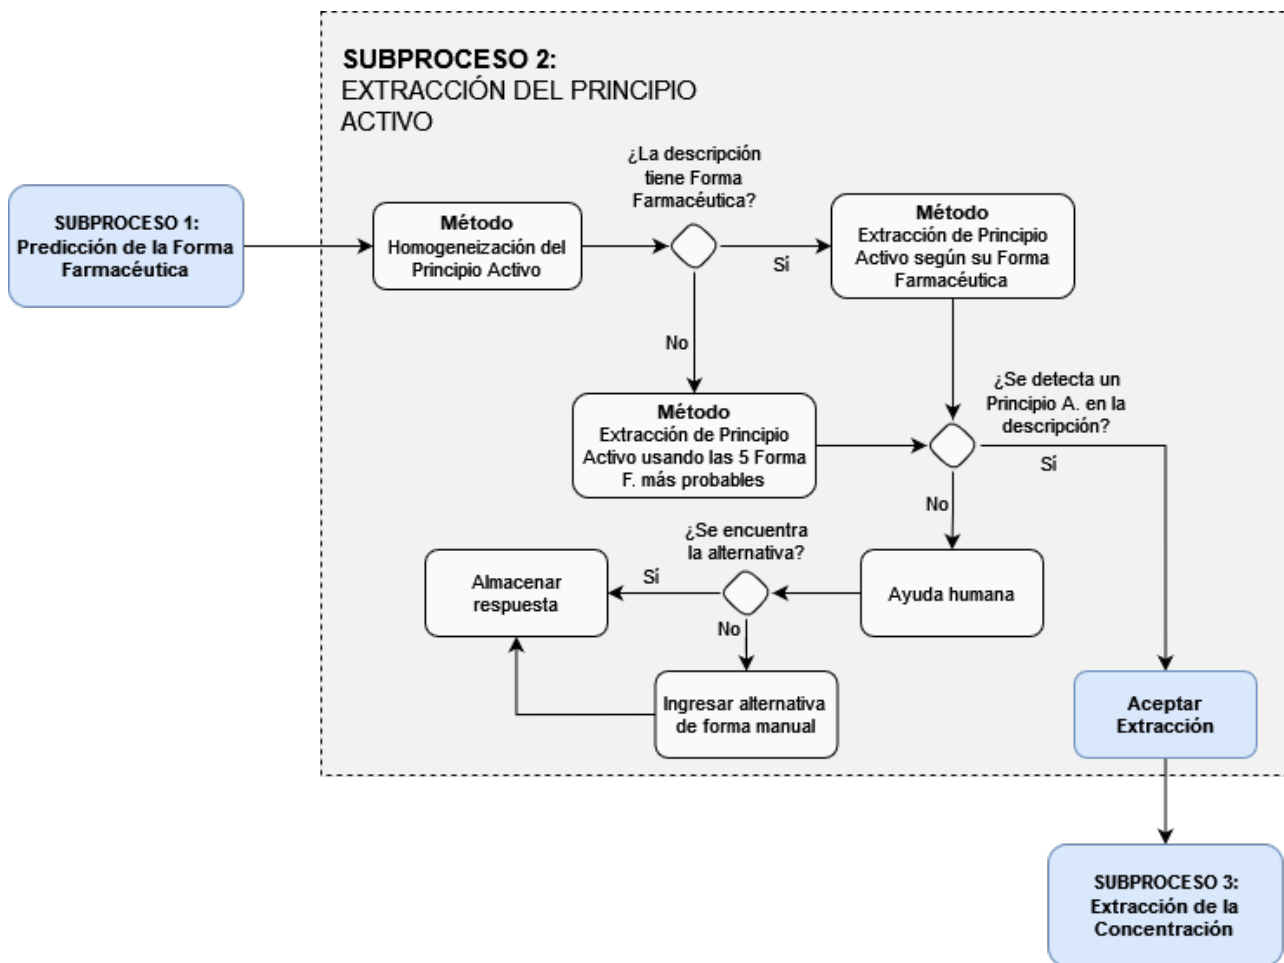 SUBPROCESO 2:
EXTRACCIÓN DEL PRINCIPIO
ACTIVO
SUBPROCESO 1:
Predicción de la Forma
Farmacéutica
Método
Homogeneización del
Principio Activo
¿La descripción
tiene Forma
Farmacéutica?
Sí
Método
Extracción de Principio
Activo según su Forma
Farmacéutica
No
Método
Extracción de Principio
Activo usando las 5 Forma
F. más probables
¿Se detecta un
Principio A. en la
descripción?
Sí
No
Ayuda humana
¿Se encuentra
la alternativa?
Sí
Almacenar
respuesta
No
Ingresar alternativa
de forma manual
Aceptar
Extracción
SUBPROCESO 3:
Extracción de la
Concentración